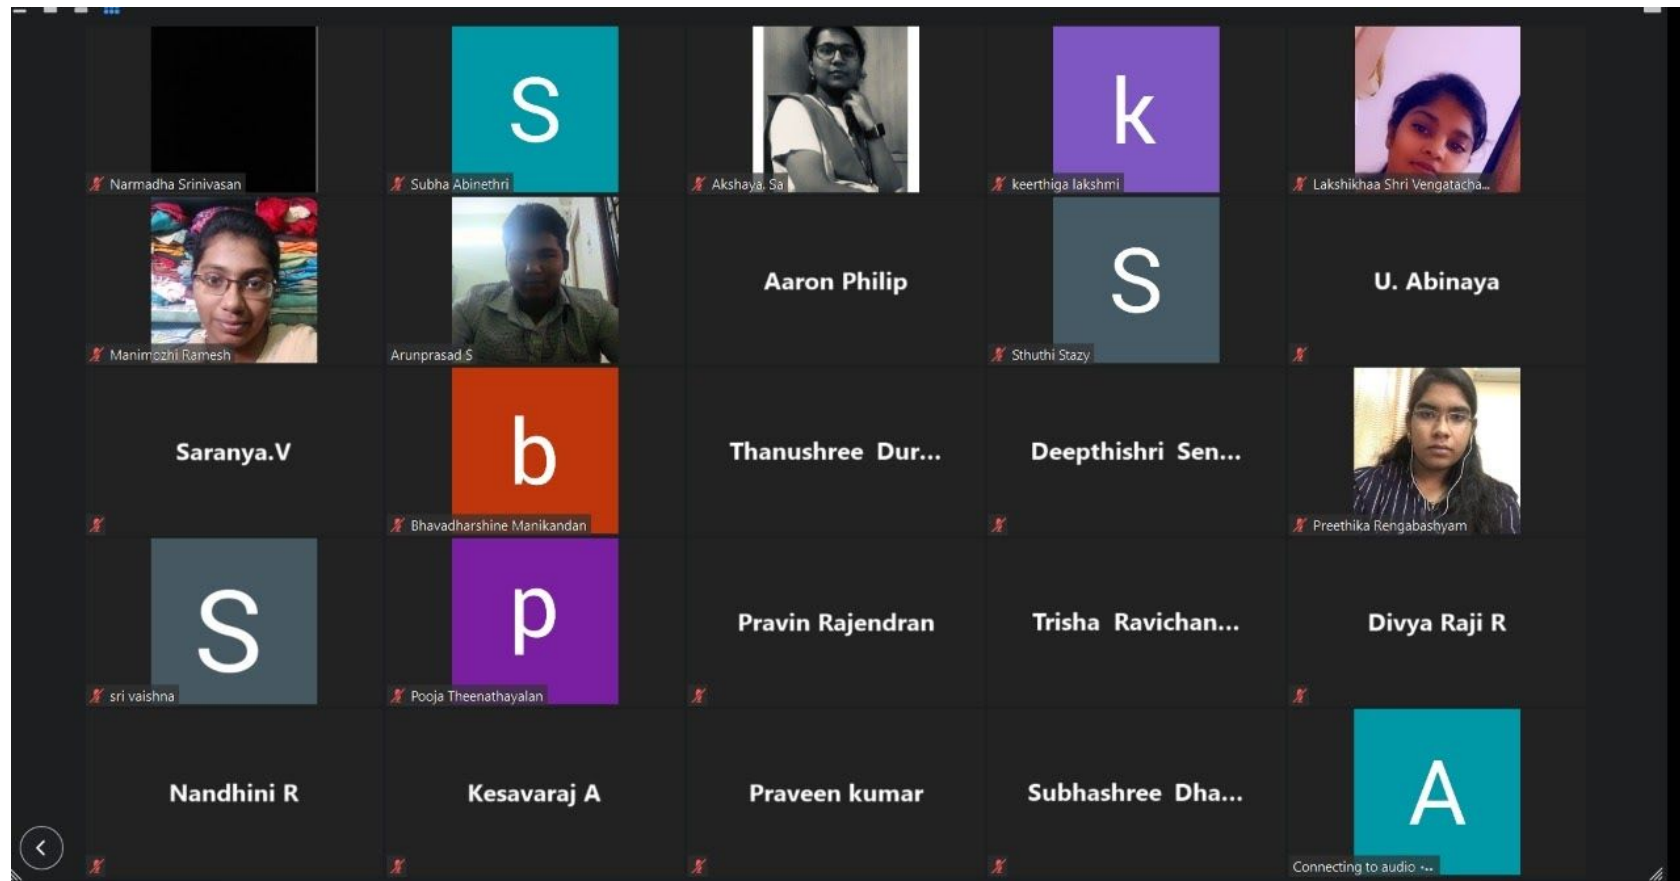 S
k
Narmadha Srinivasan
Subha Abinethri
Akshaya. Sa
keerthiga lakshmi
Lakshikhaa Shri Vengatacha...
Aaron Philip
S
U. Abinaya
Manimozhi Ramesh
Arunprasad S
Sthuthi Stazy
Saranya.V
b
Thanushree Dur...
Deepthishri Sen...
Bhavadharshine Manikandan
Preethika Rengabashyam
S
p
Pravin Rajendran
Trisha Ravichan...
Divya Raji R
sri vaishna
Pooja Theenathayalan
Nandhini R
Kesavaraj A
Praveen kumar
Subhashree Dha...
A
Connecting to audio ·...